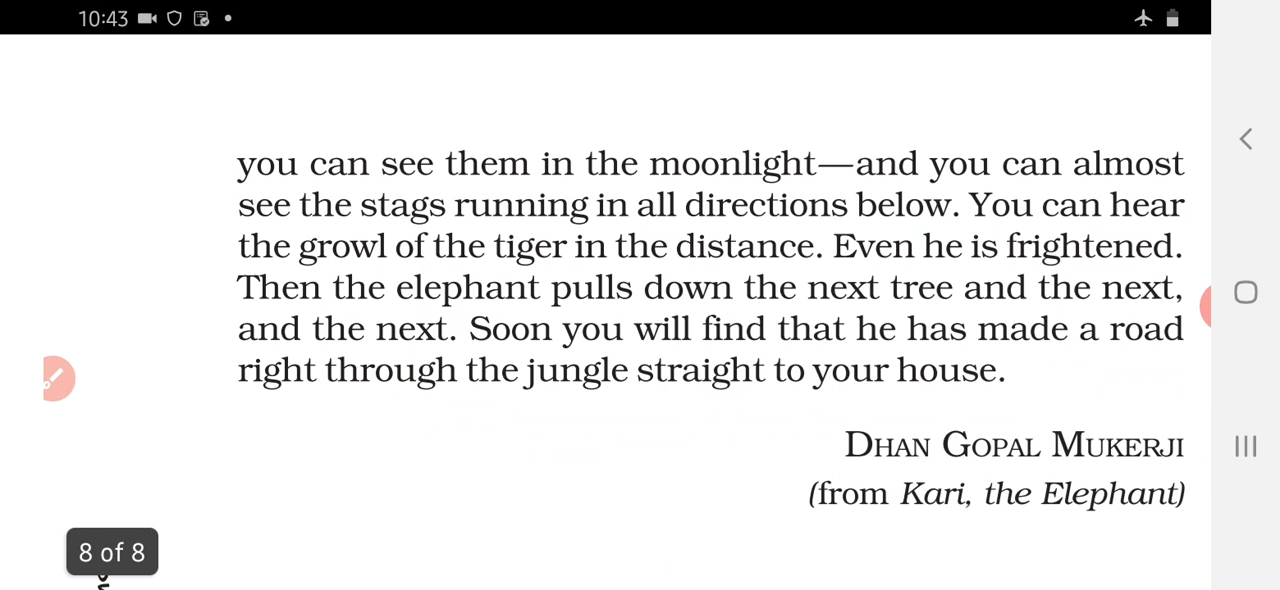 10:43
you can see them in the moonlight—and you can almost
see the stags running in all directions below. You can hear
the growl of the tiger in the distance. Even he is frightened.
Then the elephant pulls down the next tree and the next,
and the next. Soon you will find that he has made a road
right through the jungle straight to your house.
DHAN GOPAL MUKERJI
(from Kari, the Elephant)
8 of 8